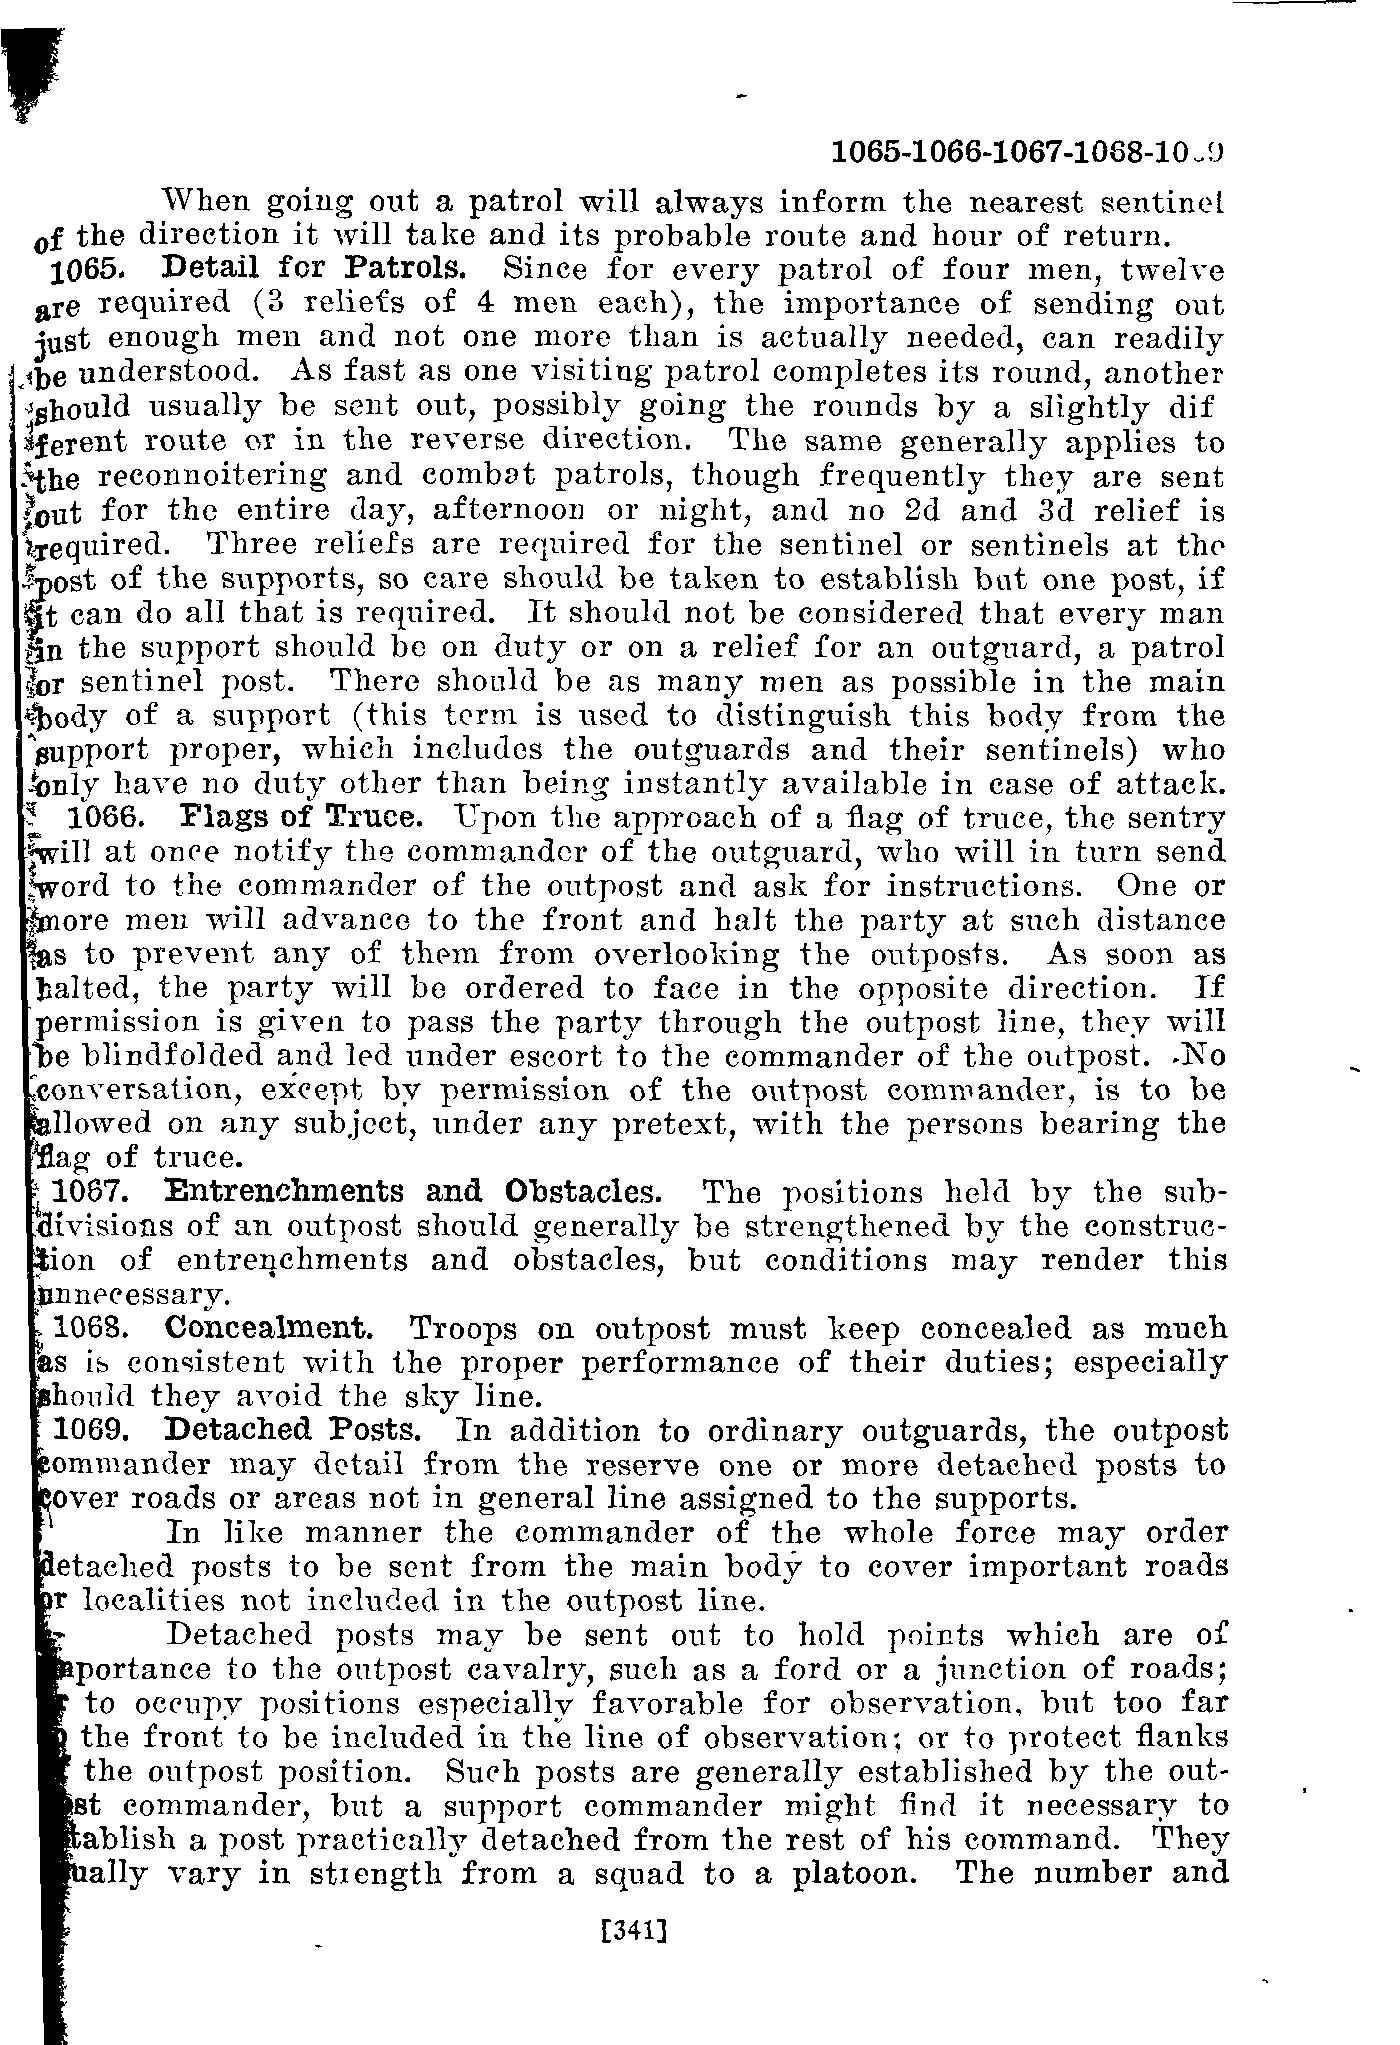 1065-1066-1067-1068-10 9
When going out a patrol will always inform the nearest sentinel
of the direction it will take and its probable route and hour of return.
1065. Detail for Patrols. Since for every patrol of four men, twelve
are required (3 reliefs of 4 men each), the importance of sending out
just enough men and not one more than is actually needed, can readily
be understood. As fast as one visiting patrol completes its round, another
should usually be sent out, possibly going the rounds by a slightly dif
ferent route or in the reverse direction. The same generally applies to
the reconnoitering and combat patrols, though frequently they are sent
out for the entire day, afternoon or night, and no 2d and 3d relief is
required. Three reliefs are required for the sentinel or sentinels at the
post of the supports, so care should be taken to establish but one post, if
it can do all that is required. It should not be considered that every man
in the support should be on duty or on a relief for an outguard, a patrol
or sentinel post. There should be as many men as possible in the main
body of a support (this term is used to distinguish this body from the
support proper, which includes the outguards and their sentinels) who
only have no duty other than being instantly available in case of attack.
1066. Flags of Truce. Upon the approach of a flag of truce, the sentry
will at once notify the commander of the outguard, who will in turn send
word to the commander of the outpost and ask for instructions. One or
more men will advance to the front and halt the party at such distance
as to prevent any of them from overlooking the outposts. As soon as
halted, the party will be ordered to face in the opposite direction. If
permission is given to pass the party through the outpost line, they will
be blindfolded and led under escort to the commander of the outpost. No
conversation, except by permission of the outpost commander, is to be
allowed on any subject, under any pretext, with the persons bearing the
flag of truce.
1067. Entrenchments and Obstacles. The positions held by the sub-
divisions of an outpost should generally be strengthened by the construc-
tion of entrenchments and obstacles, but conditions may render this
unnecessary.
1068. Concealment. Troops on outpost must keep concealed as much
as is consistent with the proper performance of their duties; especially
should they avoid the sky line.
1069. Detached Posts. In addition to ordinary outguards, the outpost
commander may detail from the reserve one or more detached posts to
cover roads or areas not in general line assigned to the supports.
In like manner the commander of the whole force may order
detached posts to be sent from the main body to cover important roads
or localities not included in the outpost line.
Detached posts may be sent out to hold points which are of
portance to the outpost cavalry, such as a ford or a junction of roads;
to occupy positions especially favorable for observation, but too far
the front to be included in the line of observation; or to protect flanks
the outpost position. Such posts are generally established by the out-
st commander, but a support commander might find it necessary to
tablish a post practically detached from the rest of his command. They
ually vary in strength from a squad to a platoon. The number and
[341]